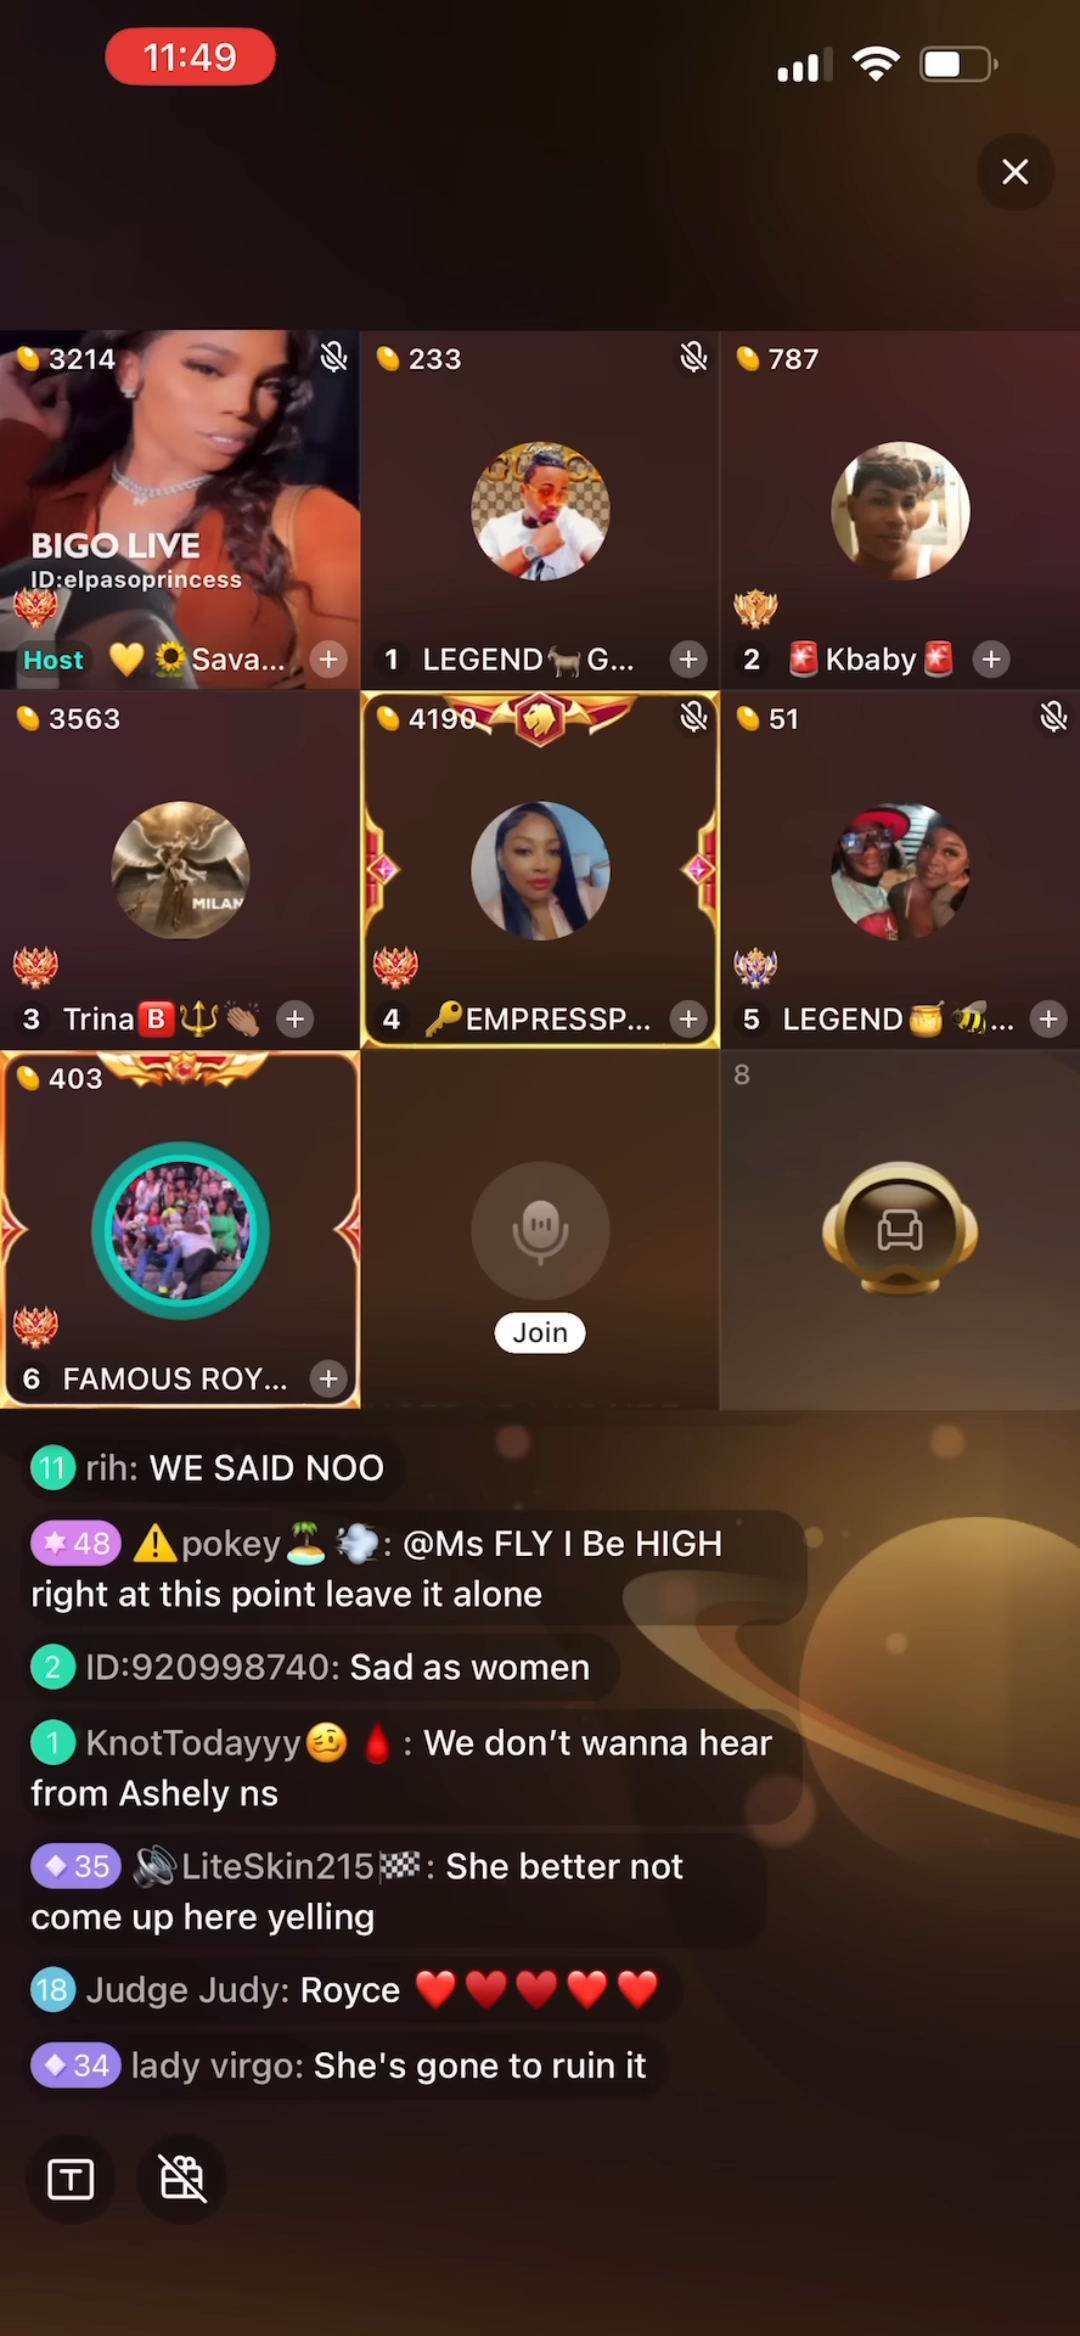 11:49
3214
233
787
BIGO LIVE
ID:elpasoprincess
Host 💛 🌻Sava...
1 LEGEND🐐G...
2 🚨Kbaby🚨
3563
4190
51
MILAN
3 Trina🅱️🔱👏🏽
4 🔑EMPRESSP...
5 LEGEND🍯🐝...
403
8
Join
6 FAMOUS ROY...
11 rih: WE SAID NOO
48 ⚠️pokey🏝️💨: @Ms FLY I Be HIGH
right at this point leave it alone
2 ID:920998740: Sad as women
1 KnotTodayyy🥴🩸: We don’t wanna hear
from Ashely ns
35 🔊LiteSkin215🏁: She better not
come up here yelling
18 Judge Judy: Royce ❤️❤️❤️❤️❤️
34 lady virgo: She's gone to ruin it
T